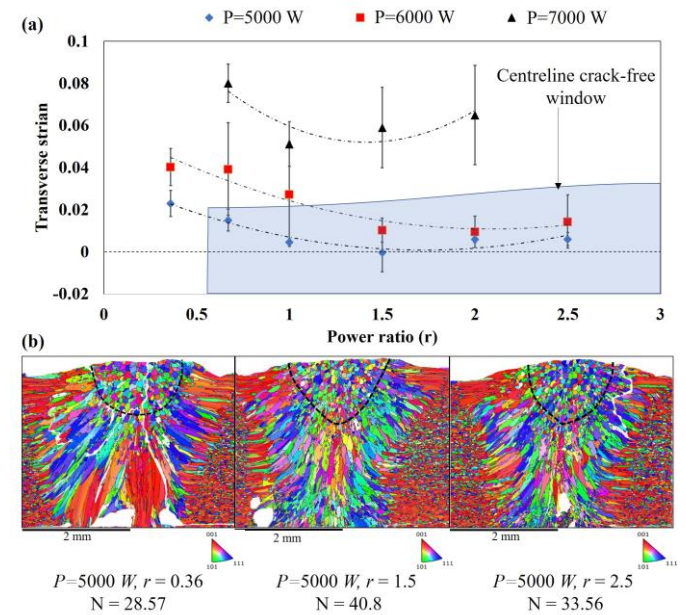 (a)
P=5000 W P=6000 W P=7000 W
0.1
0.08
0.06
0.04
0.02
0
-0.02
Transverse strian
Centreline crack-free
window
0 0.5 1 1.5 2 2.5 3
Power ratio (r)
(b)
2 mm 2 mm 2 mm
001 001 001
101 111 101 111 101 111
P=5000 W, r = 0.36 P=5000 W, r = 1.5 P=5000 W, r = 2.5
N = 28.57 N = 40.8 N = 33.56